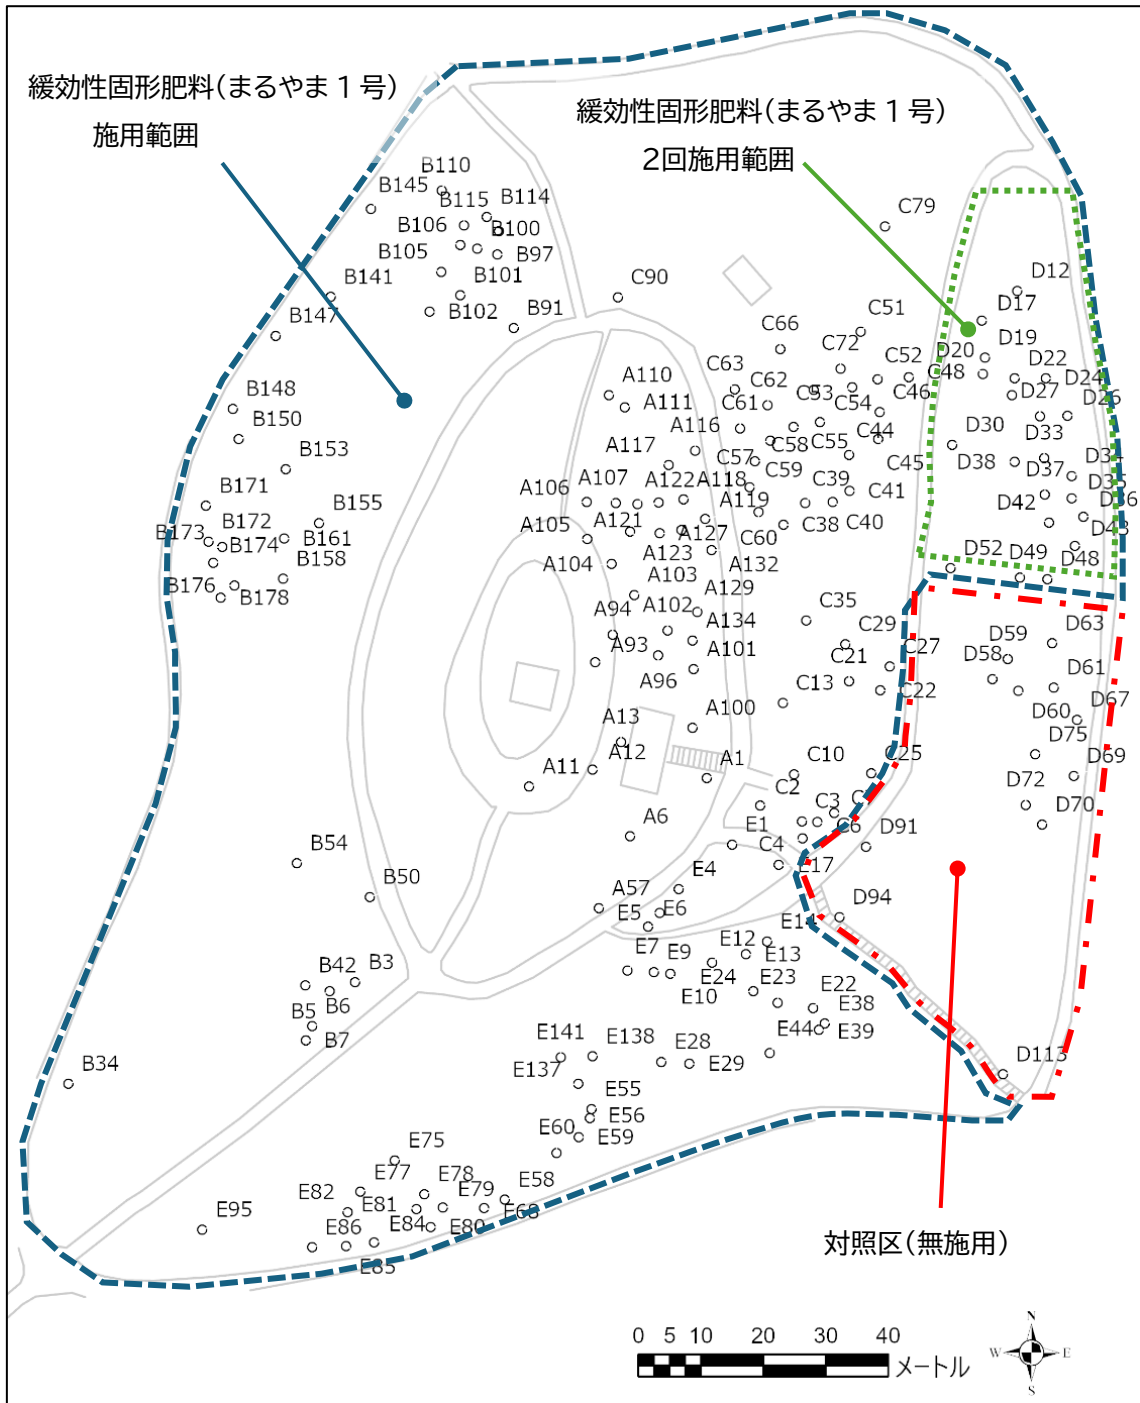 緩効性固形肥料(まるやま１号)
施用範囲
緩効性固形肥料(まるやま１号)
2回施用範囲
B110
B145
B115
B114
B106
B100
B105
B97
B101
B141
B102
B91
B147
C79
C90
D12
D17
C51
C66
D19
C72
D20
C52
D22
C63
C62
C48
D24
A110
C46
D27
D26
B148
A111
C61
C53
C54
B150
A116
C44
D30
D33
A117
C58
C55
B153
C57
C45
D38
D34
C59
D37
A107
A122
A118
C39
D35
B171
A106
C41
D36
B155
A119
D42
B172
A105
A121
C38
C40
D43
B173
B174
B161
A127
C60
A123
D52
D49
D48
B158
A104
A132
A103
B176
B178
A129
A94
A102
C35
A134
C29
D63
D59
A93
A101
C27
C21
D58
D61
A96
C13
C22
D67
A100
D60
A13
D75
A12
A11
A1
C10
C25
D69
D72
C2
C3
D70
A6
E1
C6
D91
C4
E17
B54
E4
B50
A57
E5
E6
D94
E14
E7
E9
E12
E13
B42
B3
E24
E23
E10
E22
B6
B5
E38
B7
E141
E138
E44
E39
E28
E29
B34
E137
D113
E55
E56
E60
E59
E75
E77
E78
E58
E82
E81
E79
E68
E95
E84
E80
E86
E85
対照区(無施用)
0 5 10 20 30 40
メートル
N
W E
S